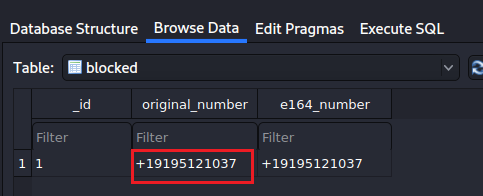 Database Structure Browse Data Edit Pragmas Execute SQL
Table: blocked
_id original_number e164_number
Filter Filter Filter
1 1 +19195121037 +19195121037